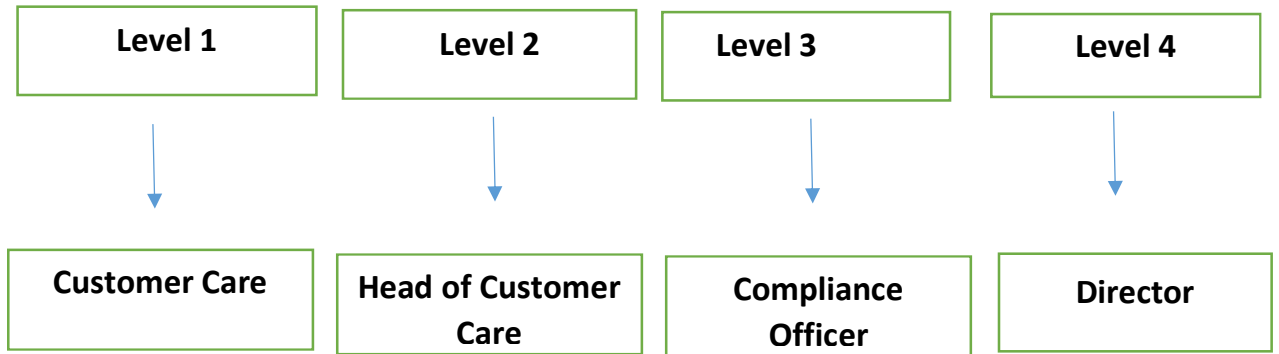 Level 1
Level 2
Level 3
Level 4
Customer Care
Head of Customer
Care
Compliance
Officer
Director